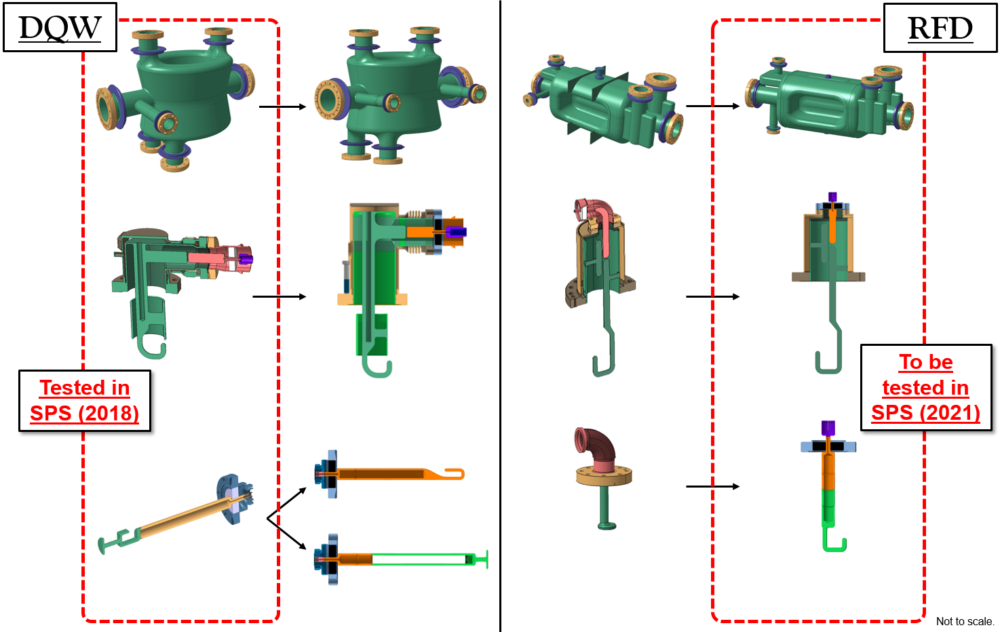 DQW
RFD
Tested in
SPS (2018)
To be
tested in
SPS (2021)
Not to scale.